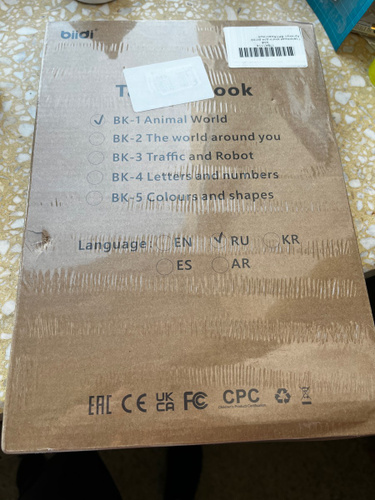 biidi
✓ BK-1 Animal World
BK-2 The world around you
BK-3 Traffic and Robot
BK-4 Letters and numbers
BK-5 Colours and shapes
Language: EN ✓ RU KR
ES AR
EAC CE UK CA FC CPC